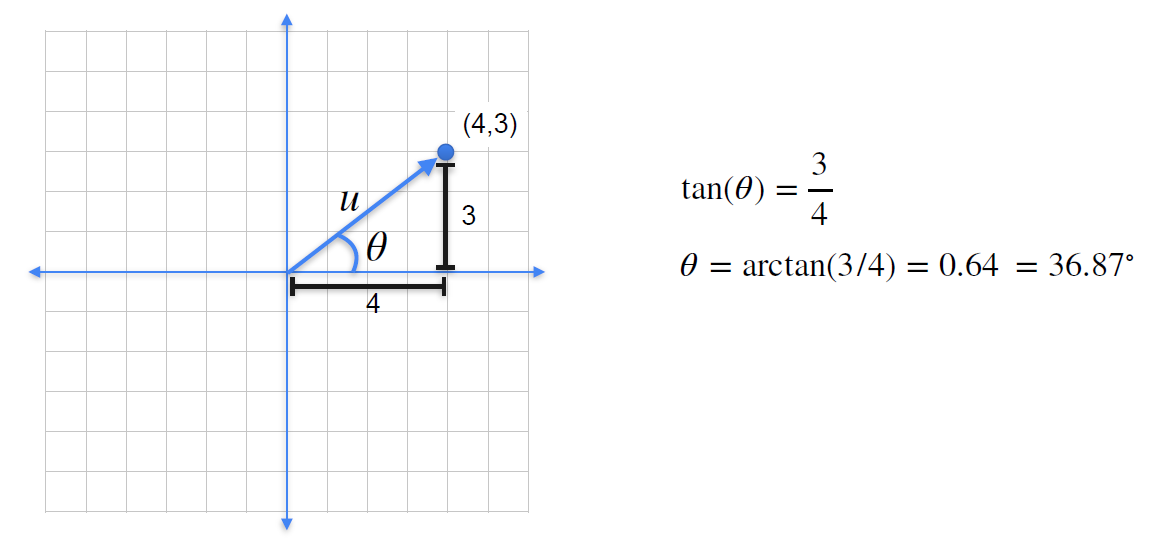 (4,3)
u
θ
3
4
tan(θ) = 3/4
θ = arctan(3/4) = 0.64 = 36.87°